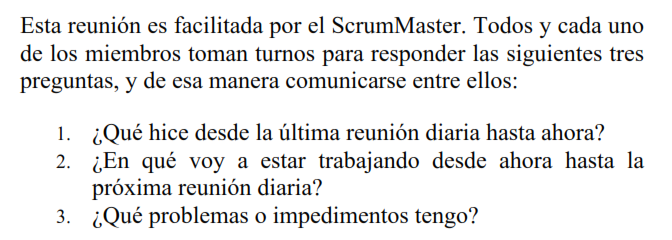 Esta reunión es facilitada por el ScrumMaster. Todos y cada uno
de los miembros toman turnos para responder las siguientes tres
preguntas, y de esa manera comunicarse entre ellos:
1. ¿Qué hice desde la última reunión diaria hasta ahora?
2. ¿En qué voy a estar trabajando desde ahora hasta la
próxima reunión diaria?
3. ¿Qué problemas o impedimentos tengo?